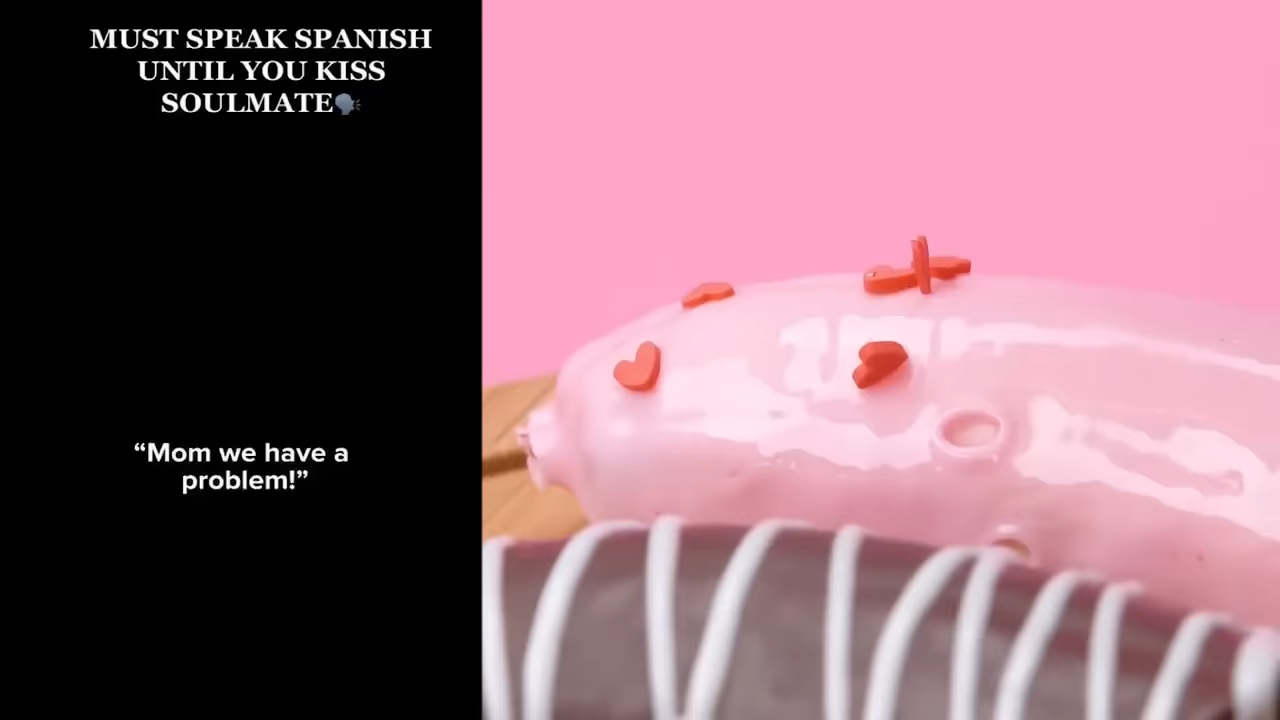 MUST SPEAK SPANISH
UNTIL YOU KISS
SOULMATE🗣️
“Mom we have a
problem!”